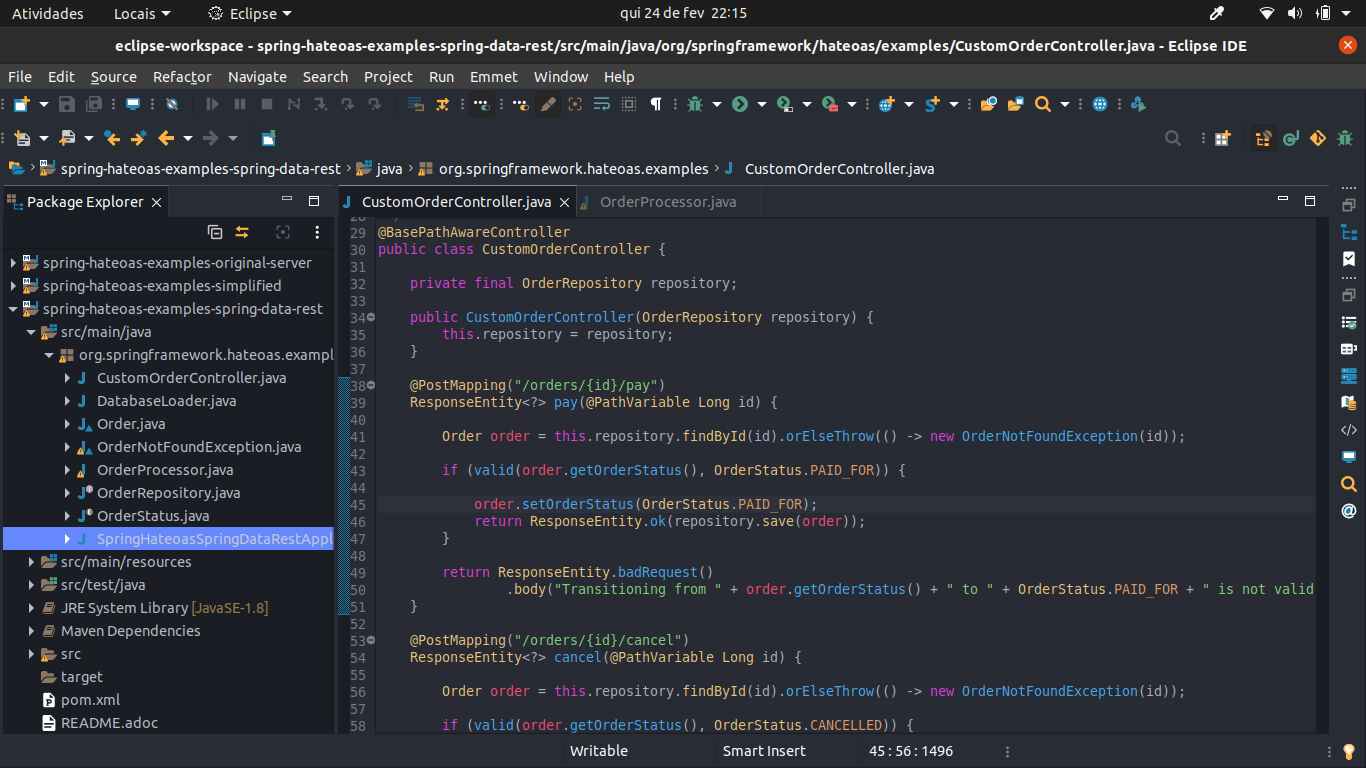 Atividades Locais Eclipse qui 24 de fev 22:15
eclipse-workspace - spring-hateoas-examples-spring-data-rest/src/main/java/org/springframework/hateoas/examples/CustomOrderController.java - Eclipse IDE
File Edit Source Refactor Navigate Search Project Run Emmet Window Help
spring-hateoas-examples-spring-data-rest java org.springframework.hateoas.examples CustomOrderController.java
Package Explorer
spring-hateoas-examples-original-server
spring-hateoas-examples-simplified
spring-hateoas-examples-spring-data-rest
src/main/java
org.springframework.hateoas.exampl
CustomOrderController.java
DatabaseLoader.java
Order.java
OrderNotFoundException.java
OrderProcessor.java
OrderRepository.java
OrderStatus.java
SpringHateoasSpringDataRestAppl
src/main/resources
src/test/java
JRE System Library [JavaSE-1.8]
Maven Dependencies
src
target
pom.xml
README.adoc
CustomOrderController.java OrderProcessor.java
28 */
29 @BasePathAwareController
30 public class CustomOrderController {
31
32 private final OrderRepository repository;
33
34 public CustomOrderController(OrderRepository repository) {
35 this.repository = repository;
36 }
37
38 @PostMapping("/orders/{id}/pay")
39 ResponseEntity<?> pay(@PathVariable Long id) {
40
41 Order order = this.repository.findById(id).orElseThrow(() -> new OrderNotFoundException(id));
42
43 if (valid(order.getOrderStatus(), OrderStatus.PAID_FOR)) {
44
45 order.setOrderStatus(OrderStatus.PAID_FOR);
46 return ResponseEntity.ok(repository.save(order));
47 }
48
49 return ResponseEntity.badRequest()
50 .body("Transitioning from " + order.getOrderStatus() + " to " + OrderStatus.PAID_FOR + " is not valid
51 }
52
53 @PostMapping("/orders/{id}/cancel")
54 ResponseEntity<?> cancel(@PathVariable Long id) {
55
56 Order order = this.repository.findById(id).orElseThrow(() -> new OrderNotFoundException(id));
57
58 if (valid(order.getOrderStatus(), OrderStatus.CANCELLED)) {
Writable Smart Insert 45 : 56 : 1496